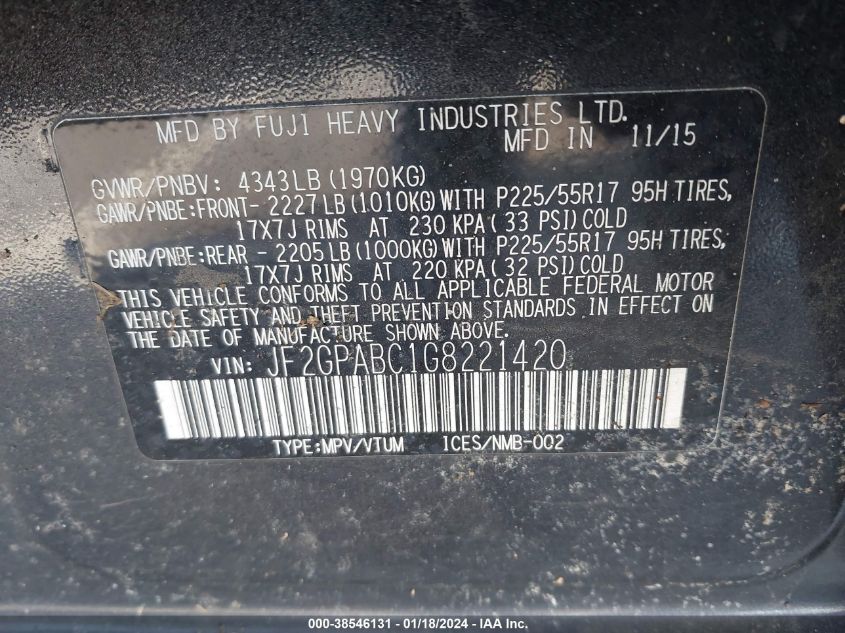 MFD BY FUJI HEAVY INDUSTRIES LTD.
MFD IN 11/15
GVWR/PNBV: 4343LB(1970KG)
GAWR/PNBE:FRONT- 2227LB(1010KG)WITH P225/55R17 95H TIRES,
17X7J RIMS AT 230 KPA(33 PSI)COLD
GAWR/PNBE:REAR - 2205LB(1000KG)WITH P225/55R17 95H TIRES,
17X7J RIMS AT 220 KPA(32 PSI)COLD
THIS VEHICLE CONFORMS TO ALL APPLICABLE FEDERAL MOTOR
VEHICLE SAFETY AND THEFT PREVENTION STANDARDS IN EFFECT ON
THE DATE OF MANUFACTURE SHOWN ABOVE.
VIN: JF2GPABC1G8221420
TYPE:MPV/VTUM ICES/NMB-002
000-38546131 - 01/18/2024 - © IAA Inc.